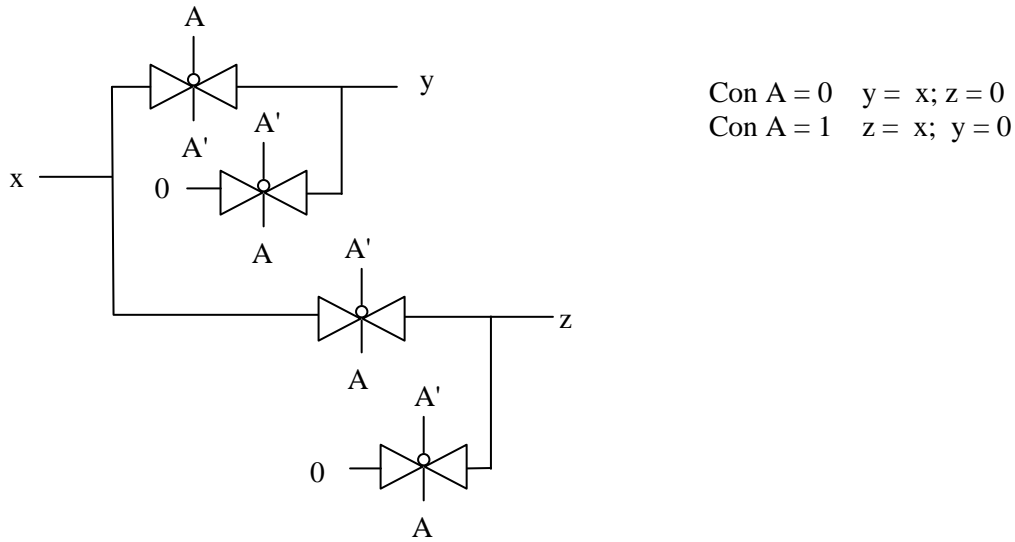 A
y
Con A = 0 y = x; z = 0
Con A = 1 z = x; y = 0
A'
A'
x
0
A
A'
z
A
A'
0
A